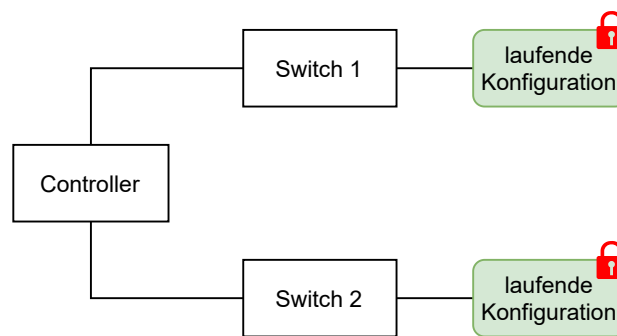 Switch 1
laufende
Konfiguration
Controller
Switch 2
laufende
Konfiguration